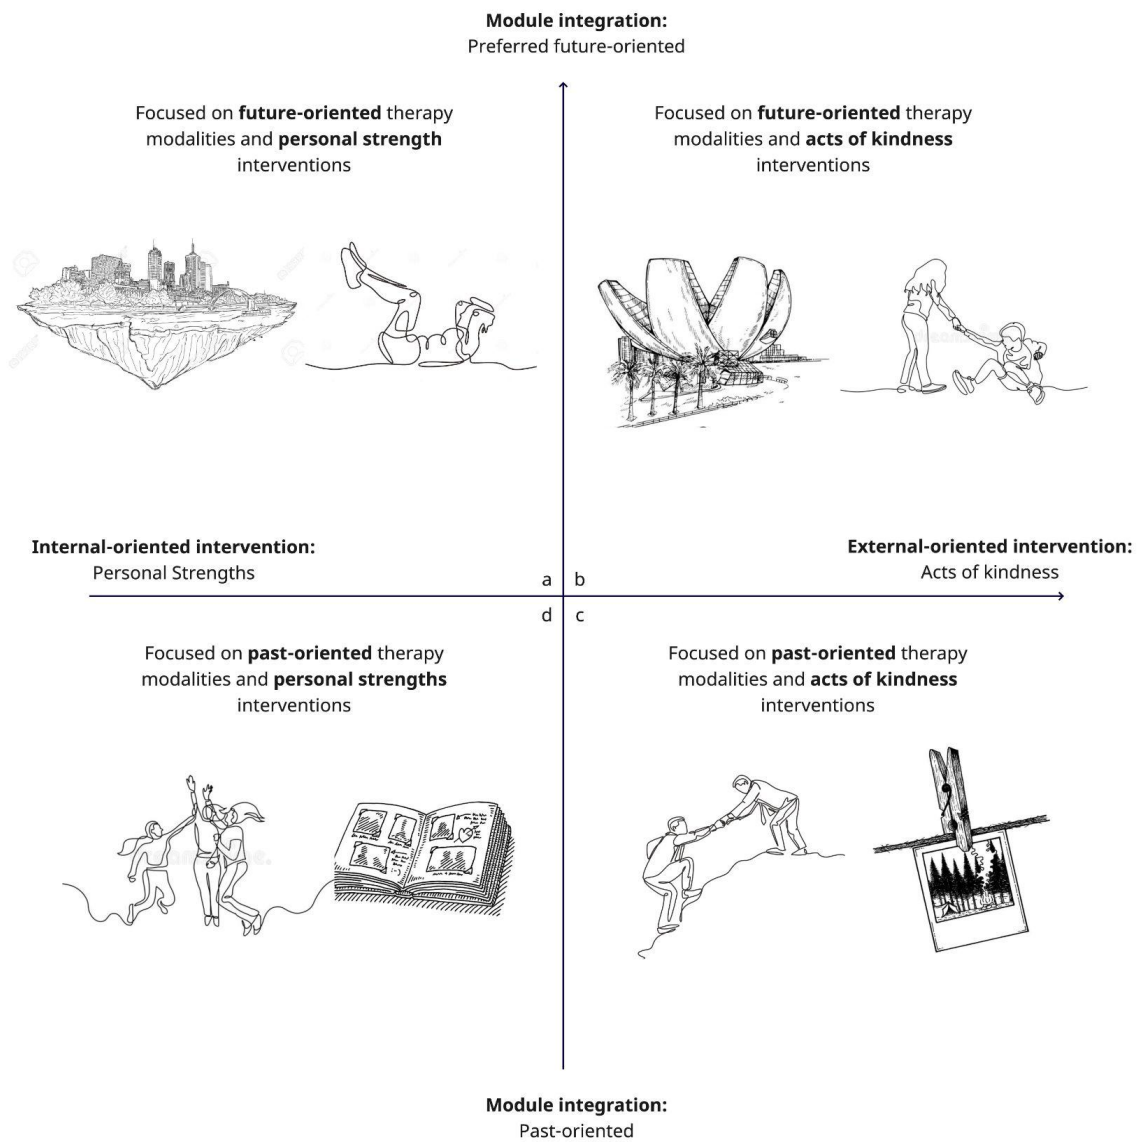 Module integration:
Preferred future-oriented
Focused on future-oriented therapy
modalities and personal strength
interventions
Focused on future-oriented therapy
modalities and acts of kindness
interventions
Internal-oriented intervention:
Personal Strengths
External-oriented intervention:
Acts of kindness
a b
d c
Focused on past-oriented therapy
modalities and personal strengths
interventions
Focused on past-oriented therapy
modalities and acts of kindness
interventions
Module integration:
Past-oriented